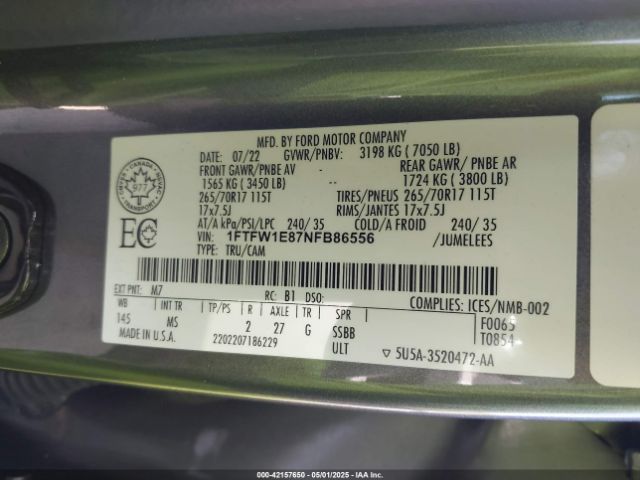 MFD. BY FORD MOTOR COMPANY
DATE: 07/22 GVWR/PNBV: 3198 KG ( 7050 LB)
FRONT GAWR/ PNBE AV REAR GAWR/ PNBE AR
1565 KG ( 3450 LB) -- 1724 KG ( 3800 LB)
265/70R17 115T TIRES/PNEUS 265/70R17 115T
17x7.5J RIMS/JANTES 17x7.5J
AT/A kPa/PSI/LPC 240/ 35 COLD/A FROID 240/ 35
VIN: 1FTFW1E87NFB86556 /JUMELEES
TYPE: TRU/CAM
CANADA
TRANSPORT
977
EC
EXT PNT: M7 RC: B1 DSO: COMPLIES: ICES/NMB-002
WB INT TR TP/PS R AXLE TR SPR F0065
145 MS 2 27 G SSBB T0854
MADE IN U.S.A. 2202207186229 ULT 5U5A-3520472-AA
000-42157650 - 05/01/2025 - IAA Inc. (IAA)